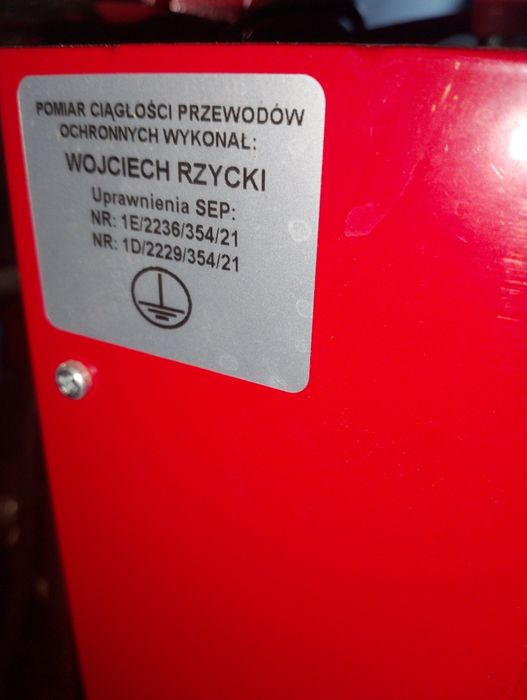 POMIAR CIĄGŁOŚCI PRZEWODÓW
OCHRONNYCH WYKONAŁ:
WOJCIECH RZYCKI
Uprawnienia SEP:
NR: 1E/2236/354/21
NR: 1D/2229/354/21